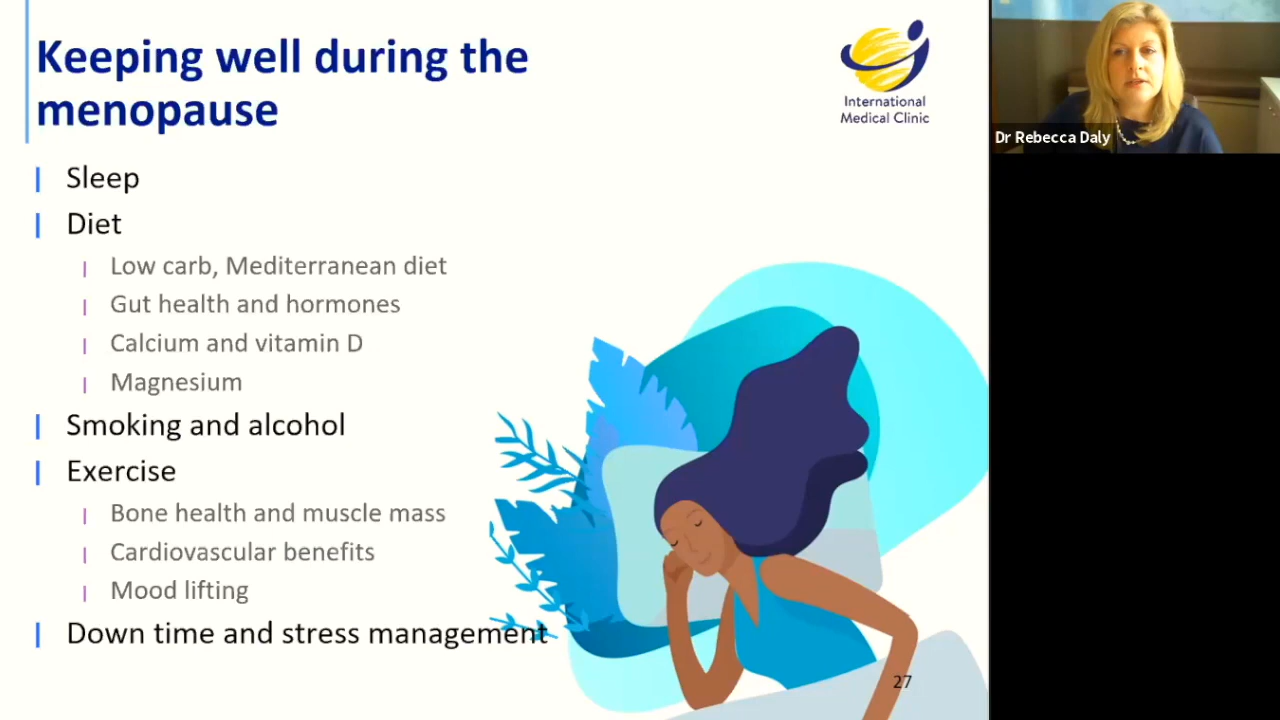 Keeping well during the
menopause
International
Medical Clinic
Dr Rebecca Daly
Sleep
Diet
Low carb, Mediterranean diet
Gut health and hormones
Calcium and vitamin D
Magnesium
Smoking and alcohol
Exercise
Bone health and muscle mass
Cardiovascular benefits
Mood lifting
Down time and stress management
27